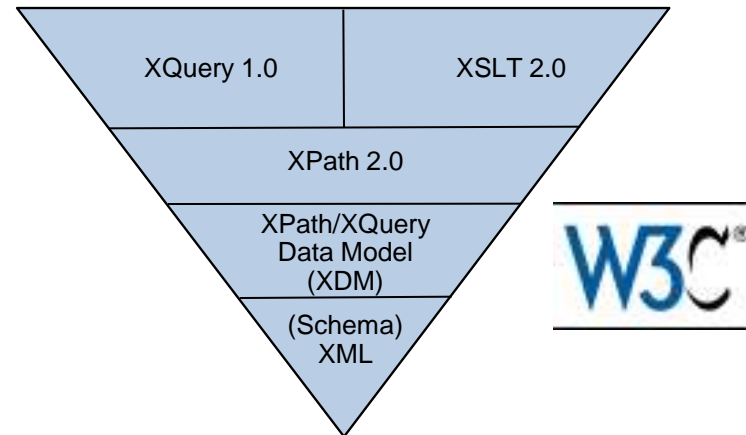 XQuery 1.0
XSLT 2.0
XPath 2.0
XPath/XQuery
Data Model
(XDM)
(Schema)
XML
W3C®